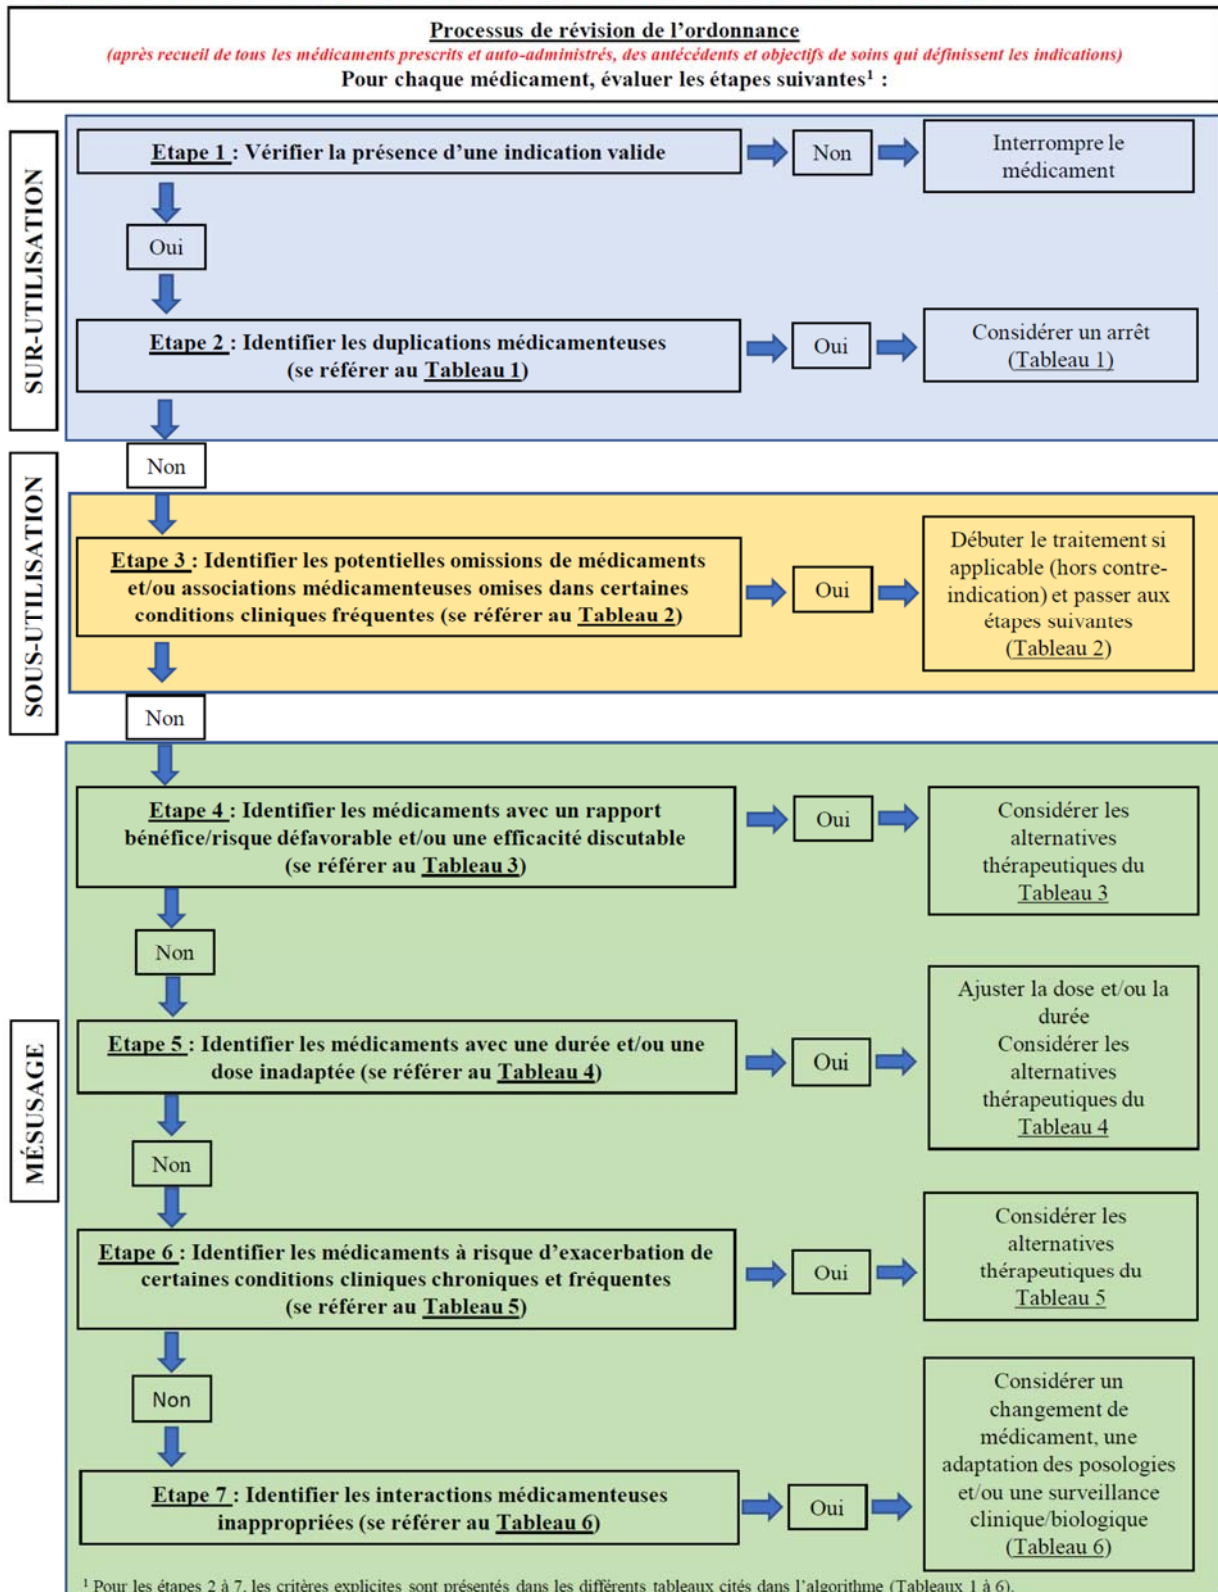 Processus de révision de l'ordonnance
(après recueil de tous les médicaments prescrits et auto-administrés, des antécédents et objectifs de soins qui définissent les indications)
Pour chaque médicament, évaluer les étapes suivantes¹ :
SUR-UTILISATION
Etape 1 : Vérifier la présence d'une indication valide
Non
Interrompre le
médicament
Oui
Etape 2 : Identifier les duplications médicamenteuses
(se référer au Tableau 1)
Oui
Considérer un arrêt
(Tableau 1)
Non
SOUS-UTILISATION
Etape 3 : Identifier les potentielles omissions de médicaments
et/ou associations médicamenteuses omises dans certaines
conditions cliniques fréquentes (se référer au Tableau 2)
Oui
Débuter le traitement si
applicable (hors contre-
indication) et passer aux
étapes suivantes
(Tableau 2)
Non
MÉSUSAGE
Etape 4 : Identifier les médicaments avec un rapport
bénéfice/risque défavorable et/ou une efficacité discutable
(se référer au Tableau 3)
Oui
Considérer les
alternatives
thérapeutiques du
Tableau 3
Non
Etape 5 : Identifier les médicaments avec une durée et/ou une
dose inadaptée (se référer au Tableau 4)
Oui
Ajuster la dose et/ou la
durée
Considérer les
alternatives
thérapeutiques du
Tableau 4
Non
Etape 6 : Identifier les médicaments à risque d'exacerbation de
certaines conditions cliniques chroniques et fréquentes
(se référer au Tableau 5)
Oui
Considérer les
alternatives
thérapeutiques du
Tableau 5
Non
Etape 7 : Identifier les interactions médicamenteuses
inappropriées (se référer au Tableau 6)
Oui
Considérer un
changement de
médicament, une
adaptation des posologies
et/ou une surveillance
clinique/biologique
(Tableau 6)
¹ Pour les étapes 2 à 7, les critères explicites sont présentés dans les différents tableaux cités dans l'algorithme (Tableaux 1 à 6).